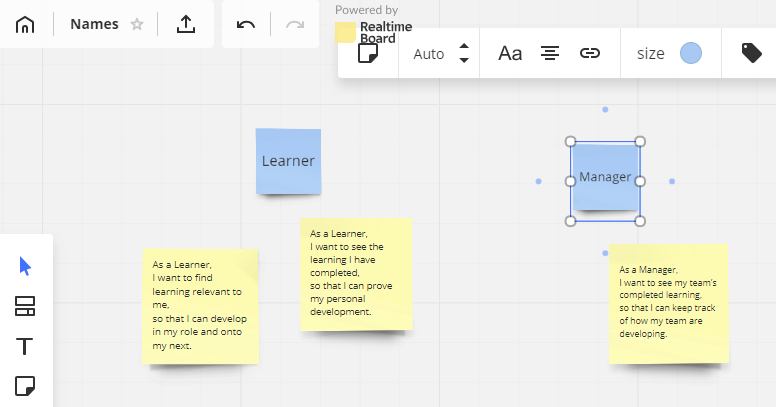 Powered by
Names
Realtime
Board
Auto
Aa
size
Learner
Manager
As a Learner,
I want to see the
learning I have
completed,
so that I can prove
my personal
development.
As a Learner,
I want to find
learning relevant to
me,
so that I can develop
in my role and onto
my next.
As a Manager,
I want to see my team's
completed learning,
so that I can keep track
of how my team are
developing.
T